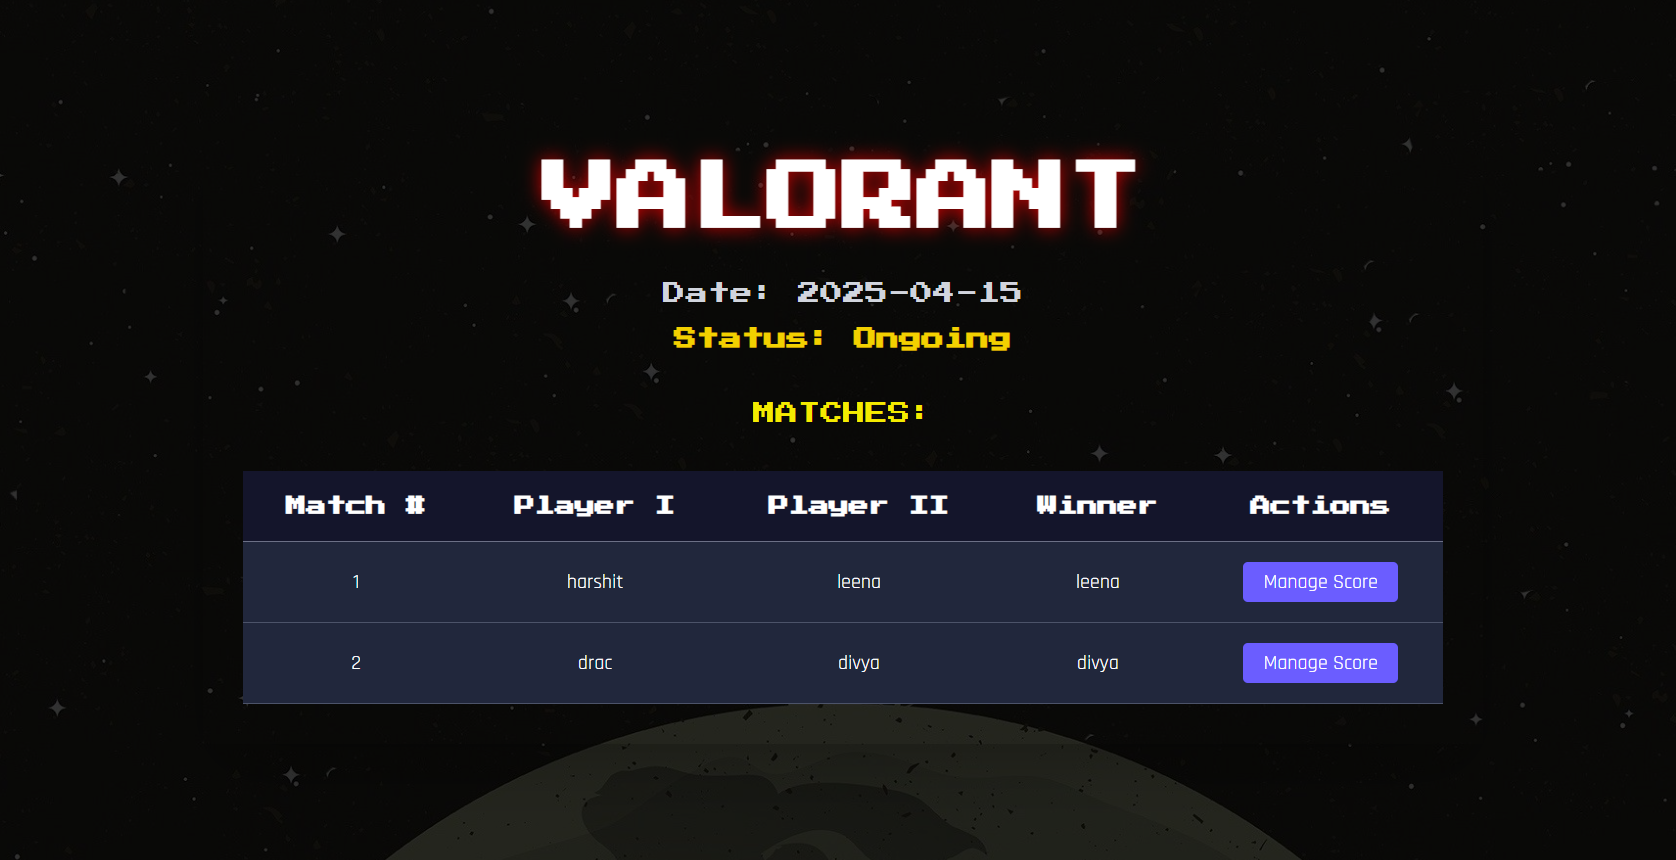 VALORANT
Date: 2025-04-15
Status: Ongoing
MATCHES:
Match # Player I Player II Winner Actions
1 harshit leena leena Manage Score
2 drac divya divya Manage Score